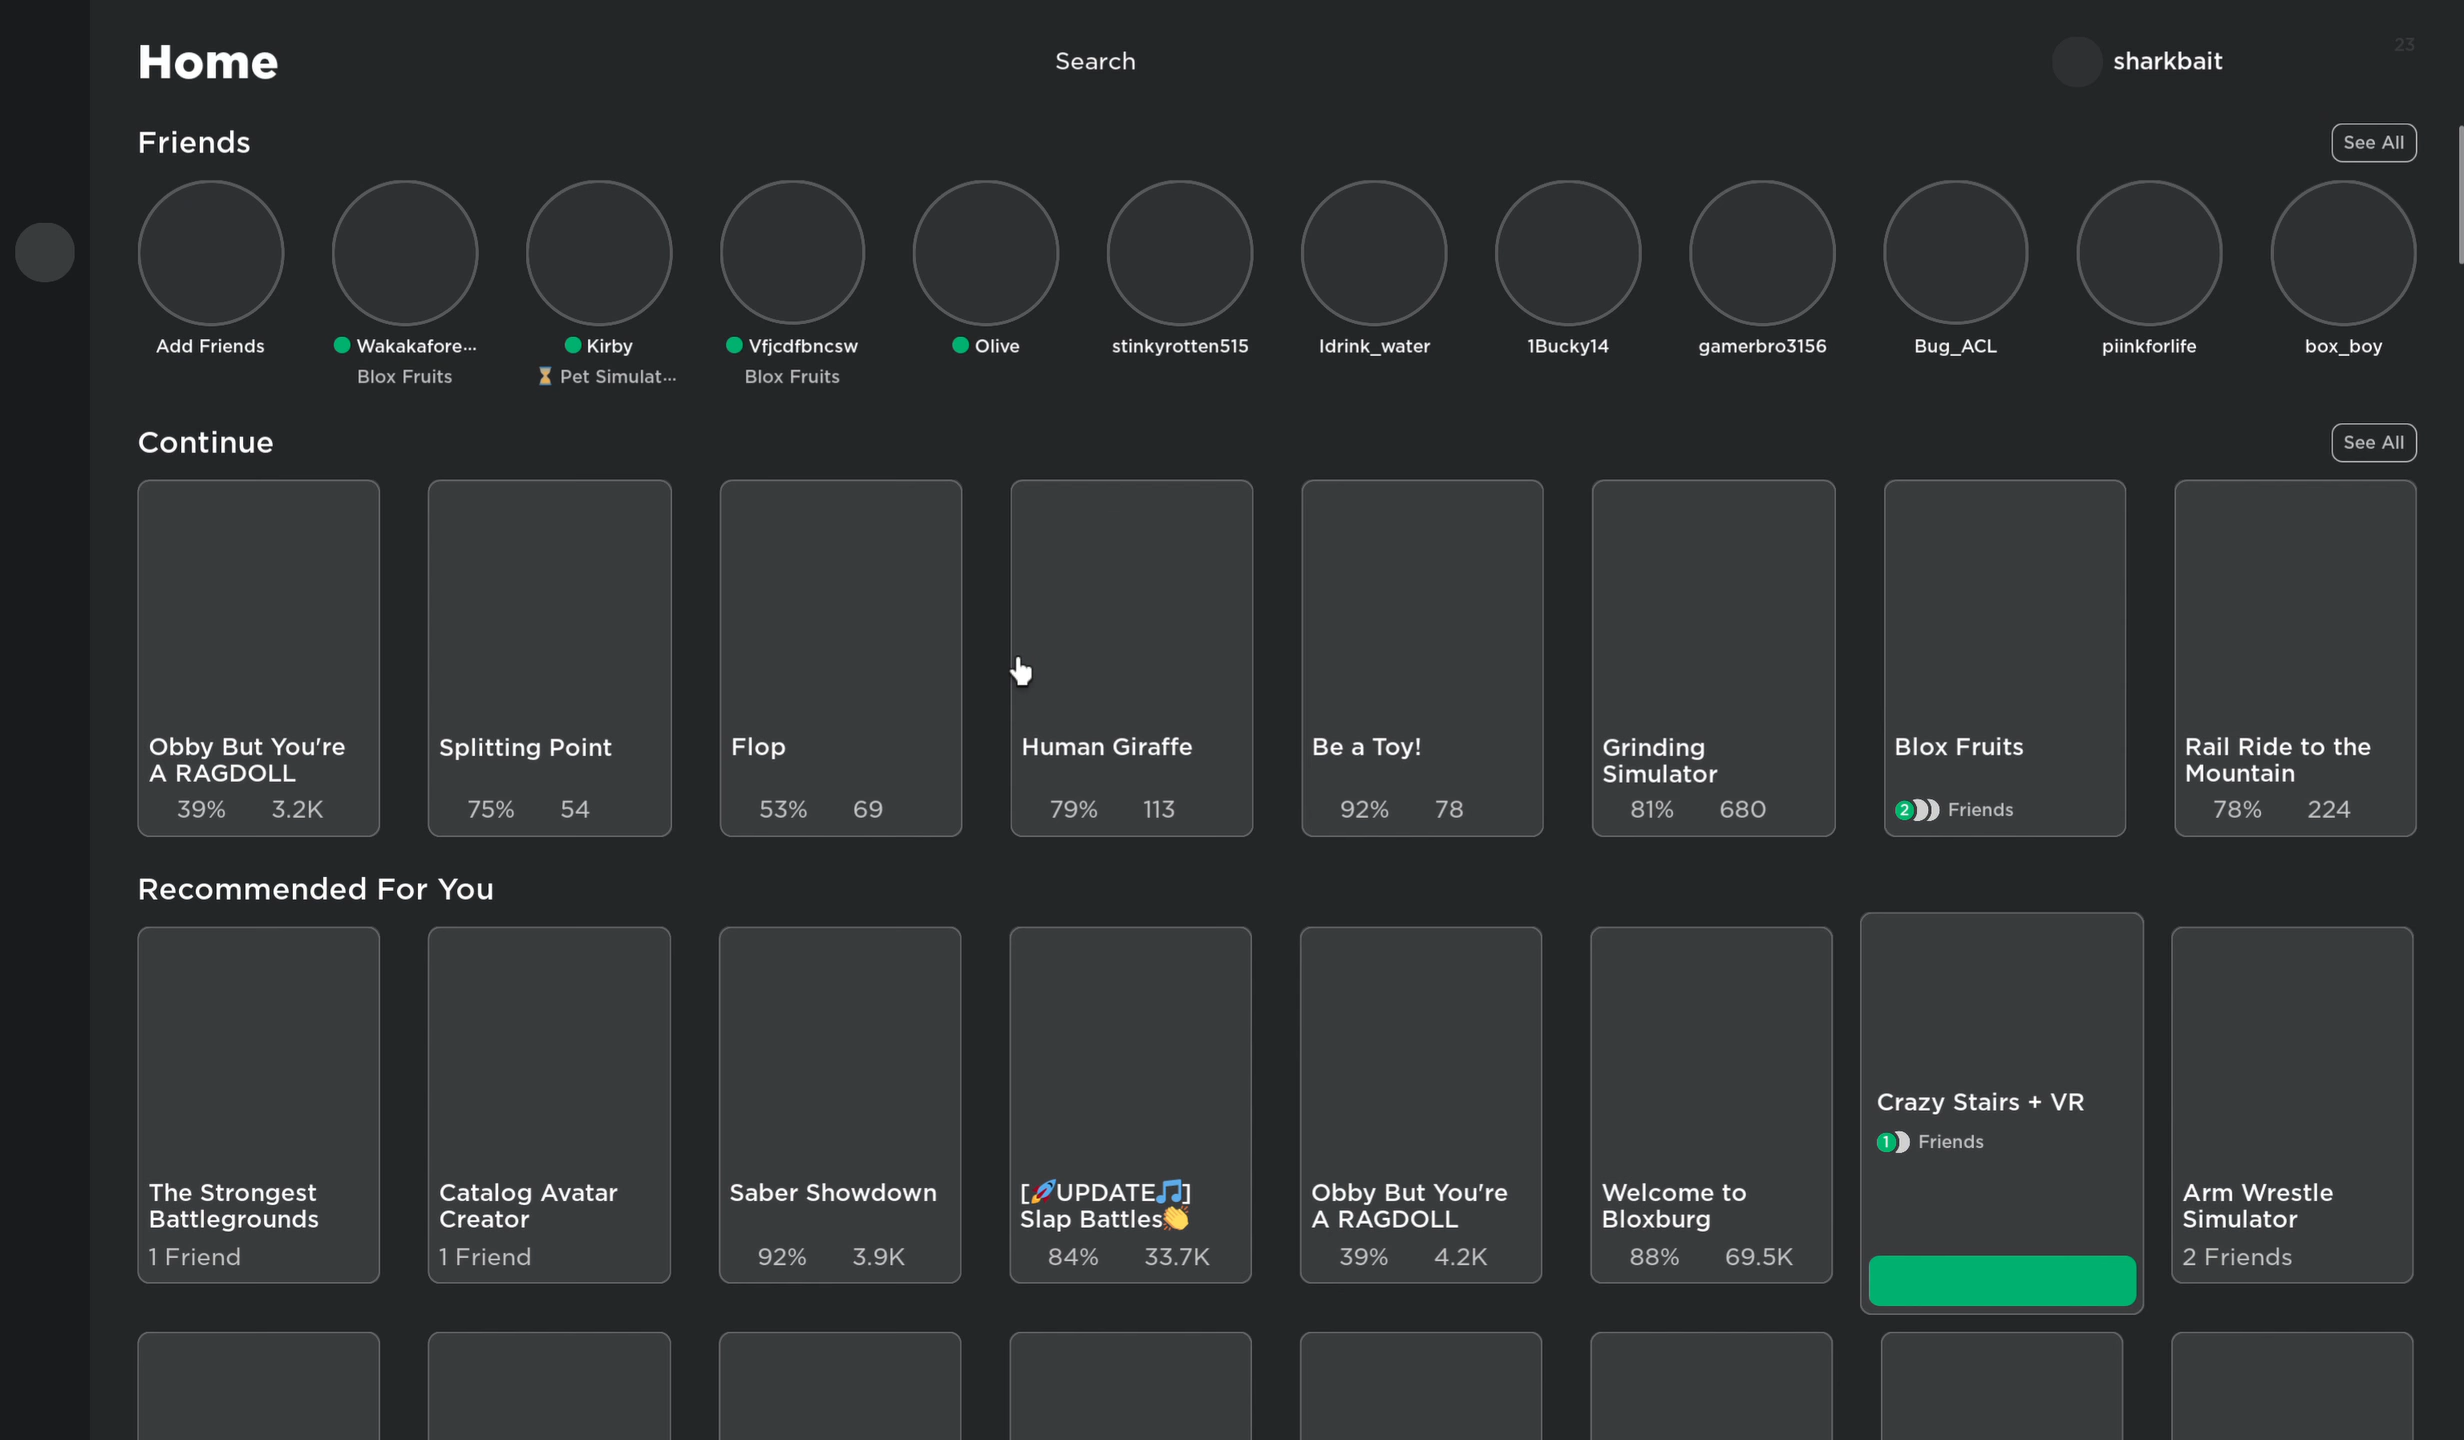 Home
Search
sharkbait
23
Friends
See All
Add Friends
Wakakafore...
Kirby
Vfjcdfbncsw
Olive
stinkyrotten515
Idrink_water
1Bucky14
gamerbro3156
Bug_ACL
piinkforlife
box_boy
Blox Fruits
⌛ Pet Simulat...
Blox Fruits
Continue
See All
Obby But You're
A RAGDOLL
39% 3.2K
Splitting Point
75% 54
Flop
53% 69
Human Giraffe
79% 113
Be a Toy!
92% 78
Grinding
Simulator
81% 680
Blox Fruits
2 Friends
Rail Ride to the
Mountain
78% 224
Recommended For You
The Strongest
Battlegrounds
1 Friend
Catalog Avatar
Creator
1 Friend
Saber Showdown
92% 3.9K
[🚀UPDATE🎵]
Slap Battles👏
84% 33.7K
Obby But You're
A RAGDOLL
39% 4.2K
Welcome to
Bloxburg
88% 69.5K
Crazy Stairs + VR
1 Friends
Arm Wrestle
Simulator
2 Friends